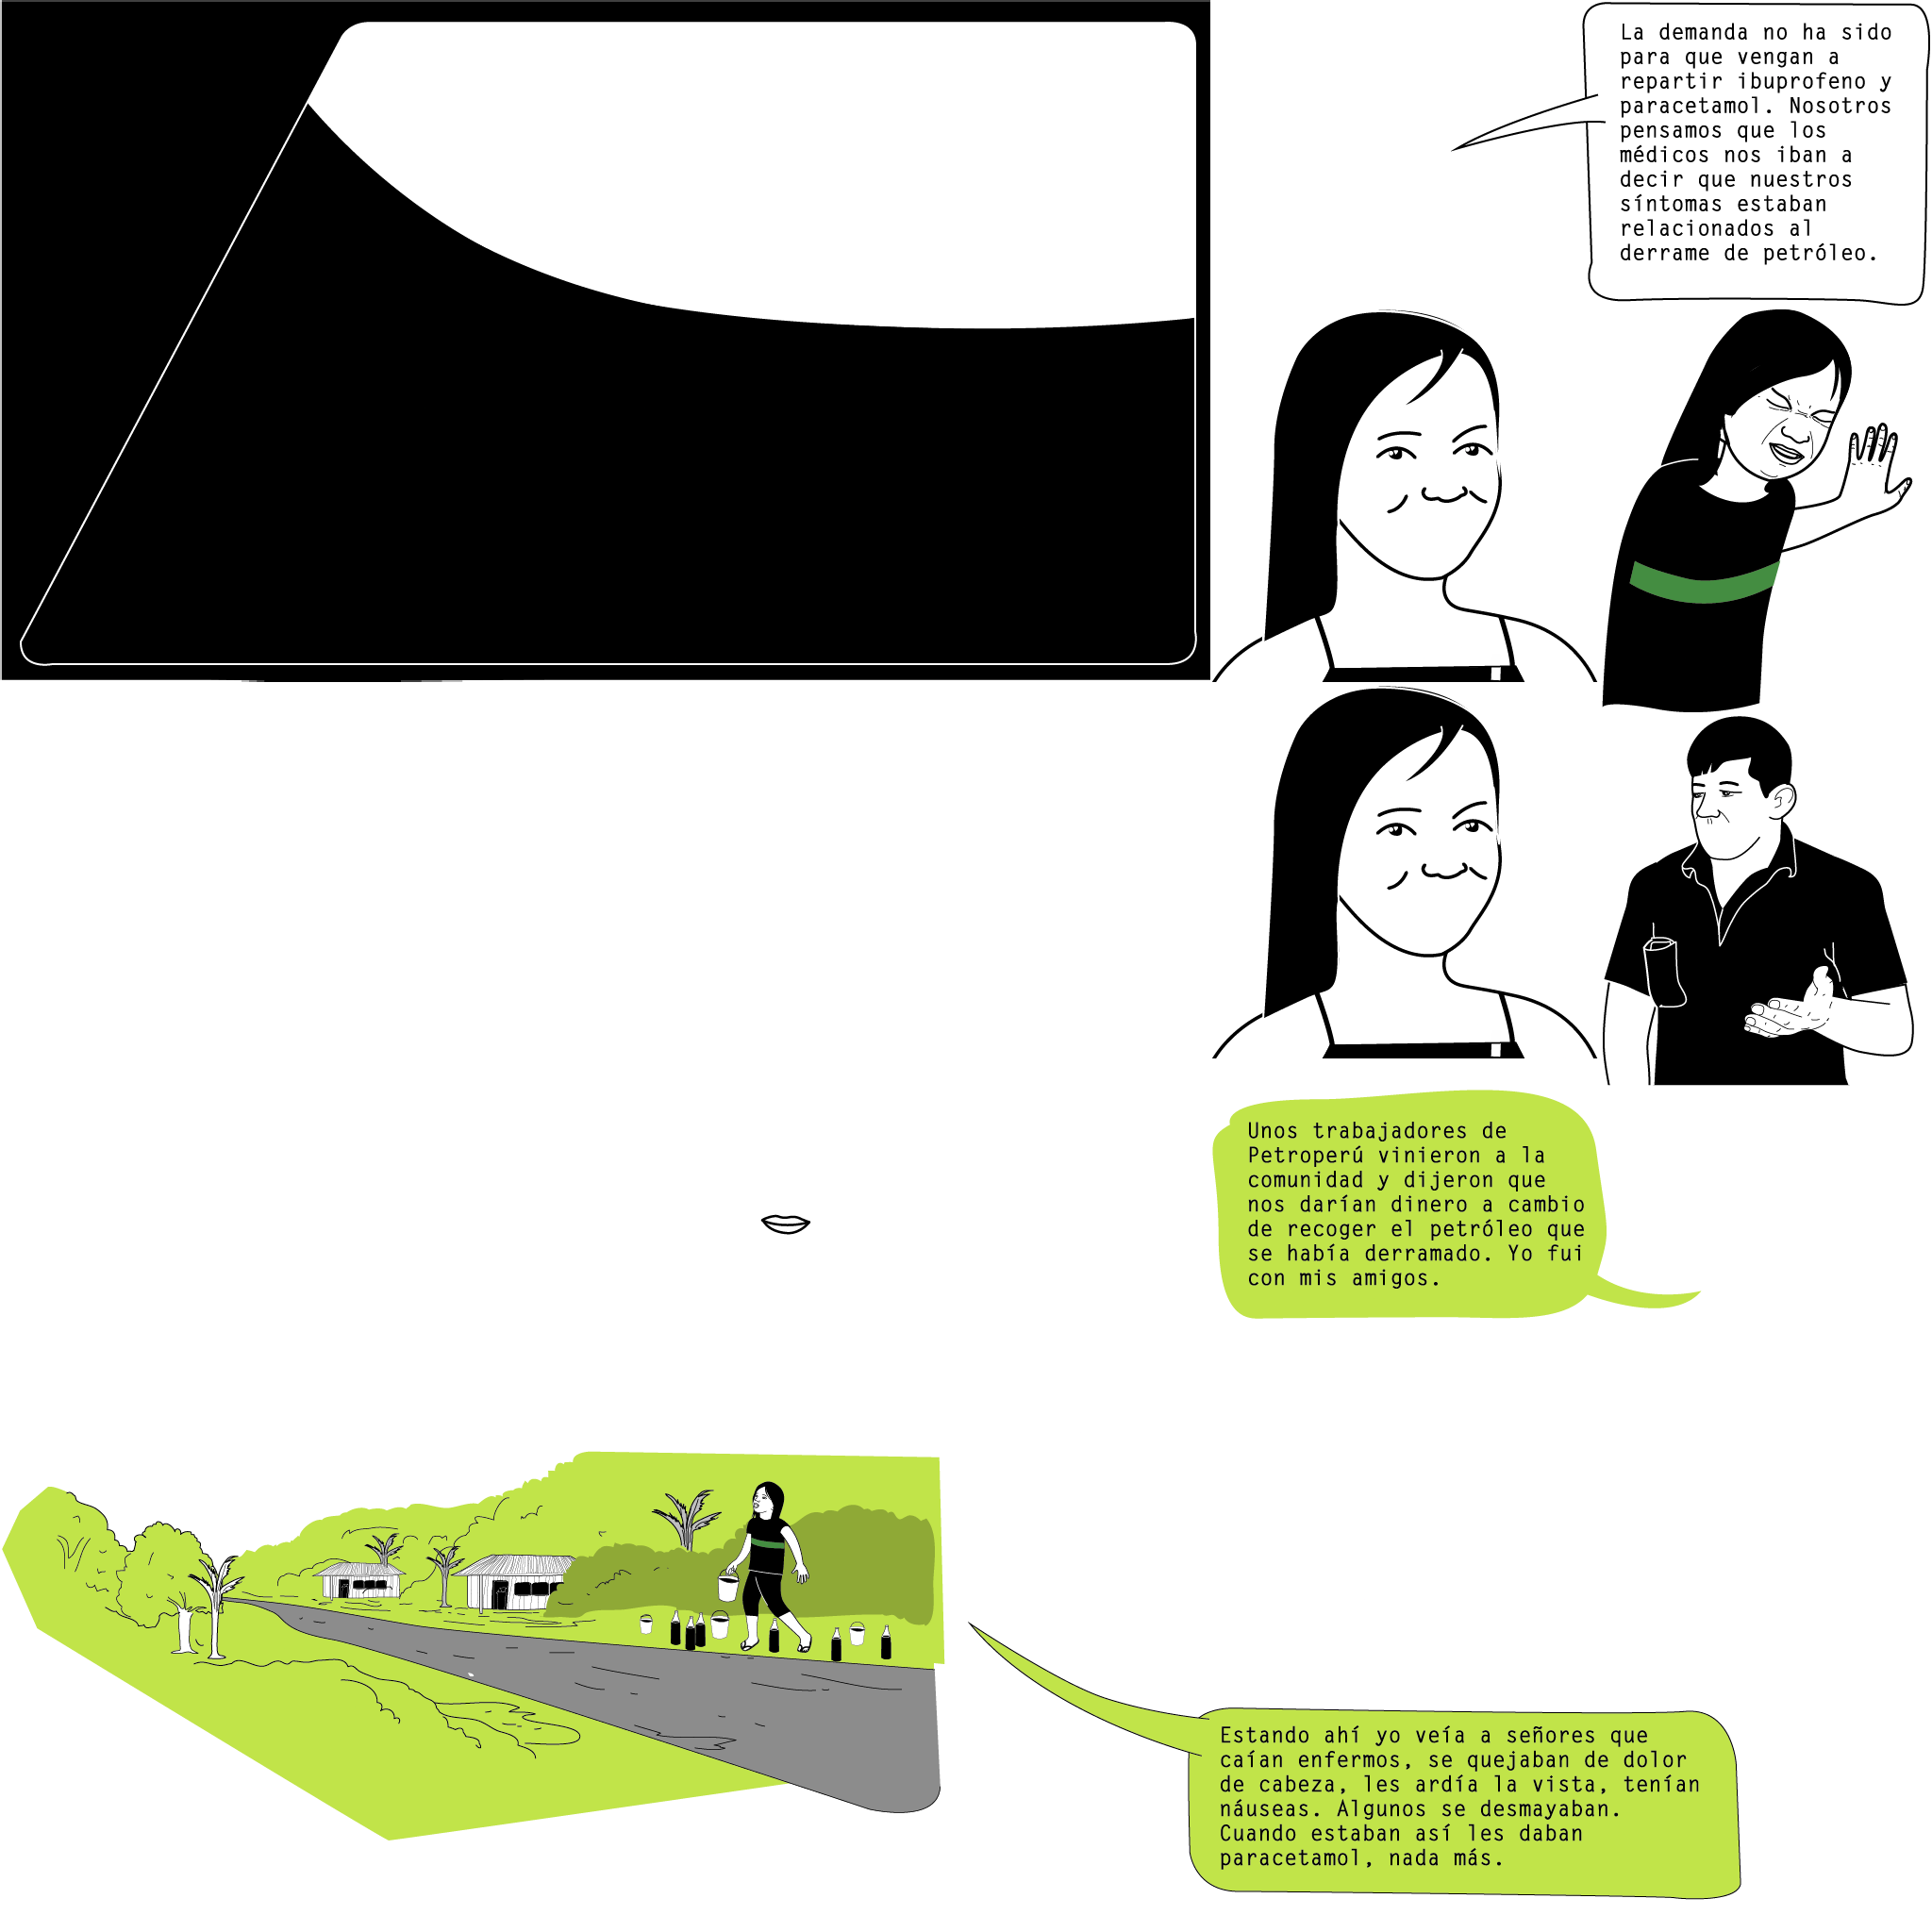 La demanda no ha sido
para que vengan a
repartir ibuprofeno y
paracetamol. Nosotros
pensamos que los
médicos nos iban a
decir que nuestros
síntomas estaban
relacionados al
derrame de petróleo.
Unos trabajadores de
Petroperú vinieron a la
comunidad y dijeron que
nos darían dinero a cambio
de recoger el petróleo que
se había derramado. Yo fui
con mis amigos.
Estando ahí yo veía a señores que
caían enfermos, se quejaban de dolor
de cabeza, les ardía la vista, tenían
náuseas. Algunos se desmayaban.
Cuando estaban así les daban
paracetamol, nada más.